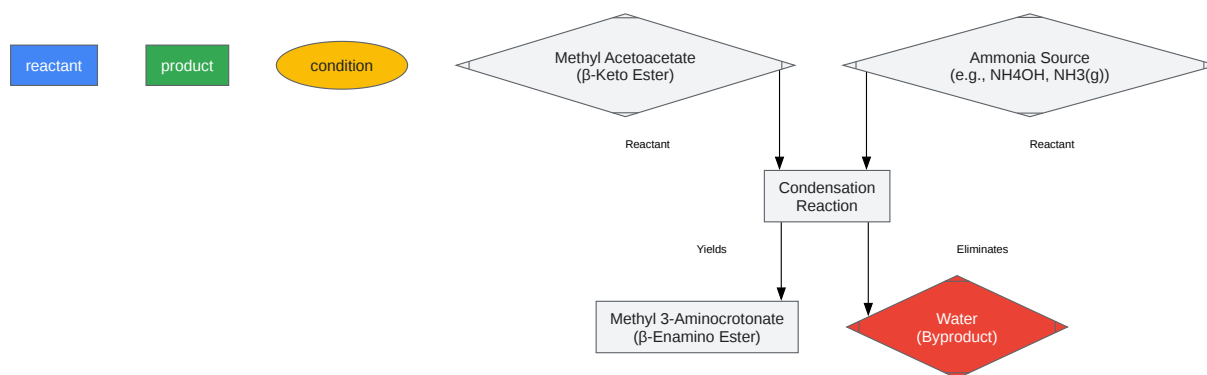 reactant
product
condition
Methyl Acetoacetate
(β-Keto Ester)
Ammonia Source
(e.g., NH4OH, NH3(g))
Reactant
Reactant
Condensation
Reaction
Yields
Eliminates
Methyl 3-Aminocrotonate
(β-Enamino Ester)
Water
(Byproduct)